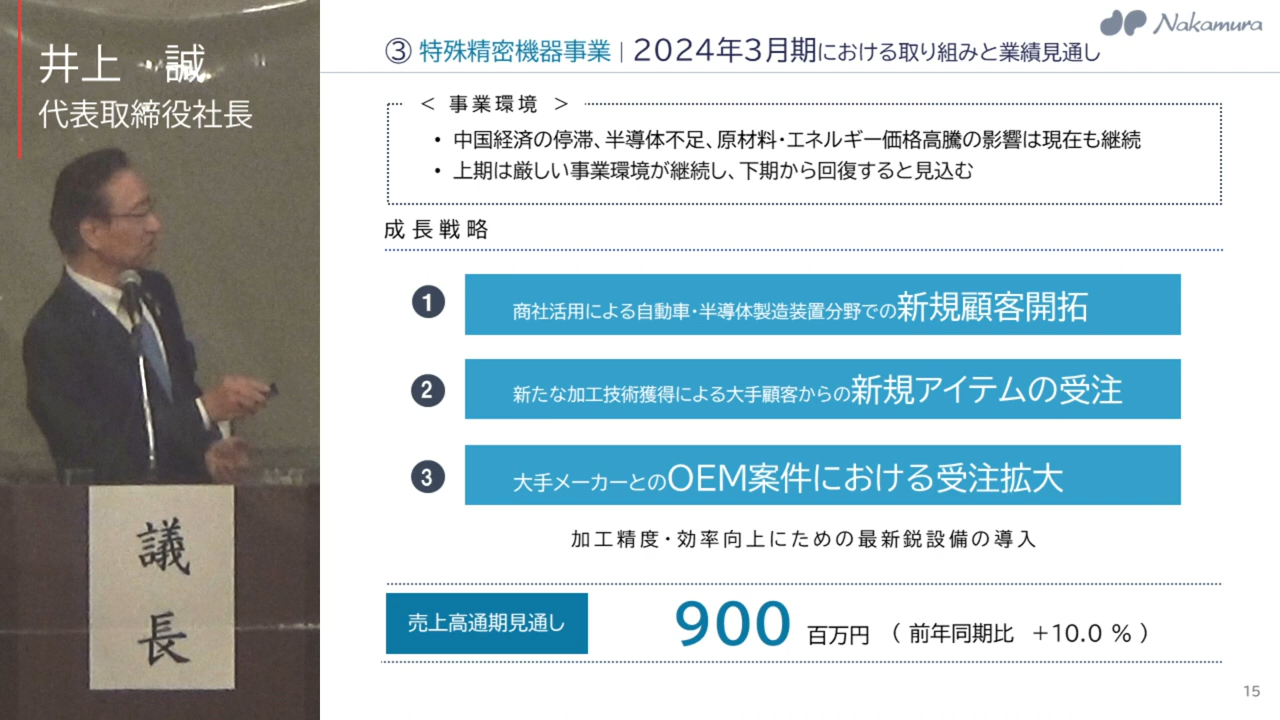 井上 誠
代表取締役社長
議
長
Nakamura
③ 特殊精密機器事業 | 2024年3月期における取り組みと業績見通し
< 事業環境 >
• 中国経済の停滞、半導体不足、原材料・エネルギー価格高騰の影響は現在も継続
• 上期は厳しい事業環境が継続し、下期から回復すると見込む
成長戦略
1 商社活用による自動車・半導体製造装置分野での新規顧客開拓
2 新たな加工技術獲得による大手顧客からの新規アイテムの受注
3 大手メーカーとのOEM案件における受注拡大
加工精度・効率向上にための最新鋭設備の導入
売上高通期見通し 900 百万円 ( 前年同期比 +10.0 % )
15